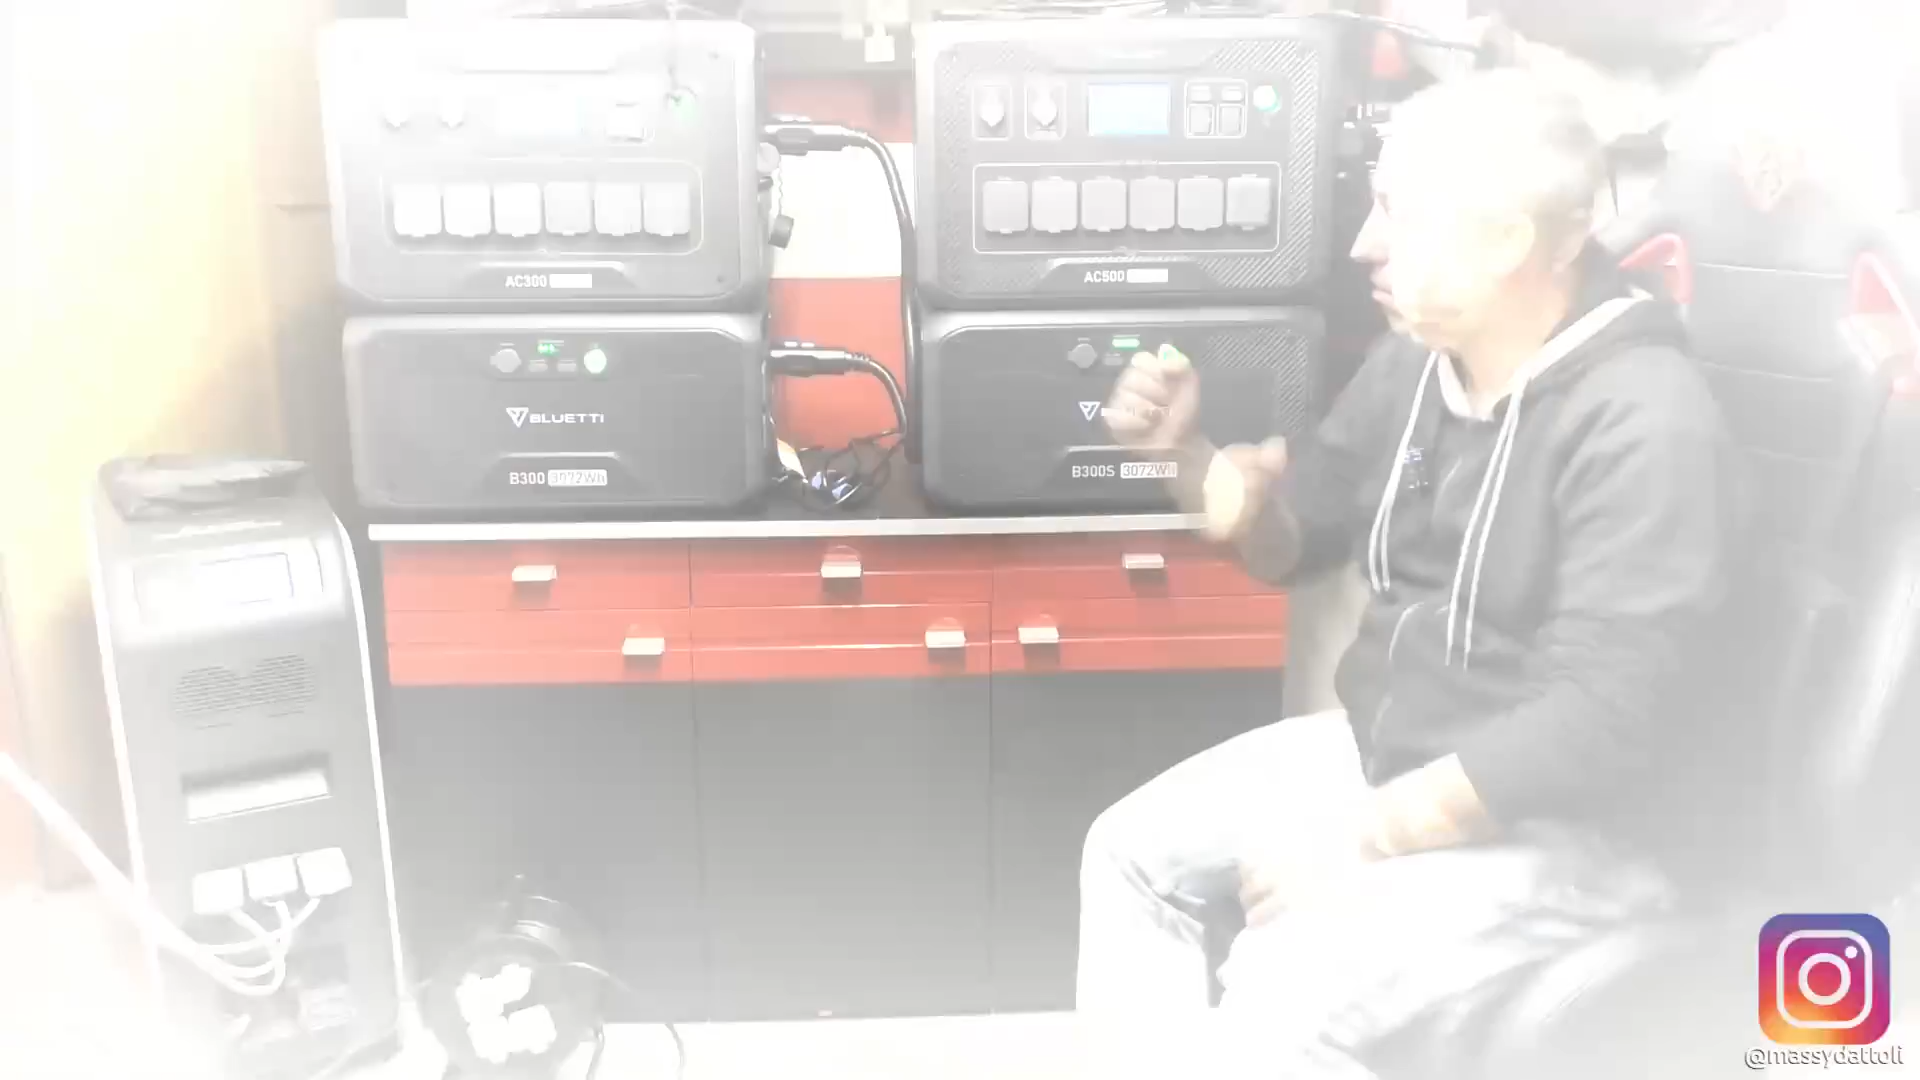 AC300
AC500
BLUETTI
B300 3072Wh
B300S 3072Wh
@massydattoli